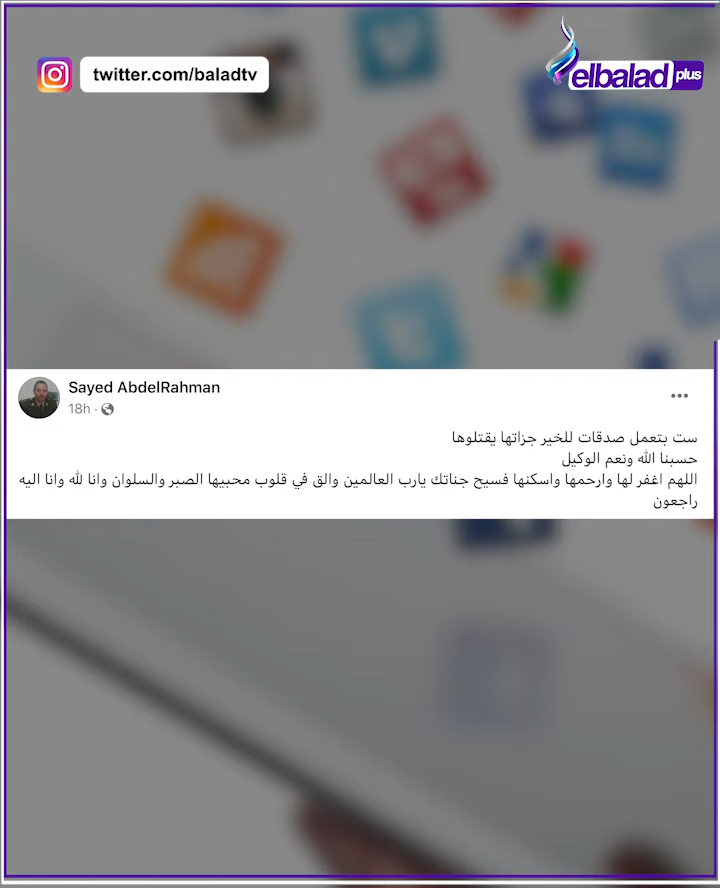 twitter.com/baladtv
elbalad plus
Sayed AbdelRahman
18h ·
ست بتعمل صدقات للخير جزاتها يقتلوها
حسبنا الله ونعم الوكيل
اللهم اغفر لها وارحمها واسكنها فسيح جناتك يارب العالمين والق في قلوب محبيها الصبر والسلوان وانا لله وانا اليه
راجعون